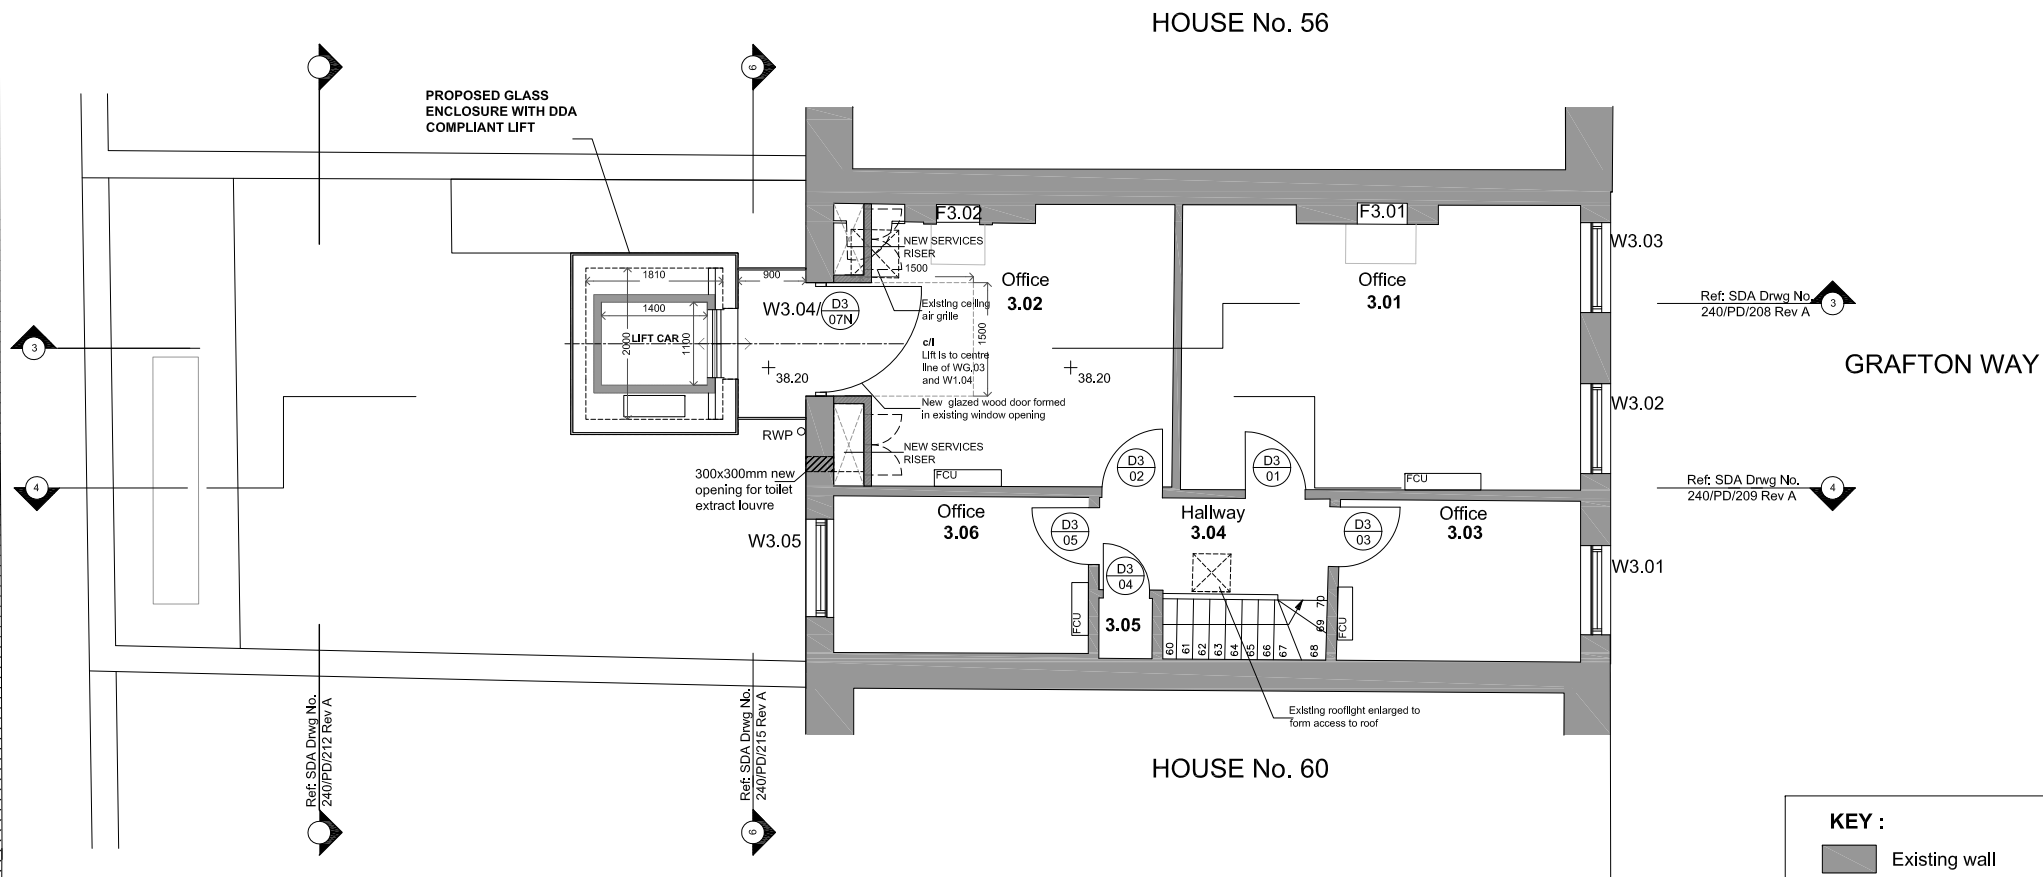 HOUSE No. 56
6
PROPOSED GLASS
ENCLOSURE WITH DDA
COMPLIANT LIFT
F3.02
F3.01
NEW SERVICES
RISER
1500
W3.03
1810
900
Office
3.02
Office
3.01
1400
W3.04/
D3
07N
Existing ceiling
air grille
Ref: SDA Drwg No.
240/PD/208 Rev A
3
3
LIFT CAR
2000
1100
1500
c/l
Lift is to centre
line of WG.03
and W1.04
GRAFTON WAY
38.20
38.20
New glazed wood door formed
in existing window opening
W3.02
RWP
NEW SERVICES
RISER
300x300mm new
opening for toilet
extract louvre
FCU
D3
02
D3
01
FCU
Ref: SDA Drwg No.
240/PD/209 Rev A
4
4
Office
3.06
Hallway
3.04
Office
3.03
W3.05
D3
05
D3
03
D3
04
W3.01
FCU
3.05
60
61
62
63
64
65
66
67
68
69
70
FCU
Existing rooflight enlarged to
form access to roof
Ref: SDA Drwg No.
240/PD/212 Rev A
Ref: SDA Drwg No.
240/PD/215 Rev A
HOUSE No. 60
6
KEY :
Existing wall